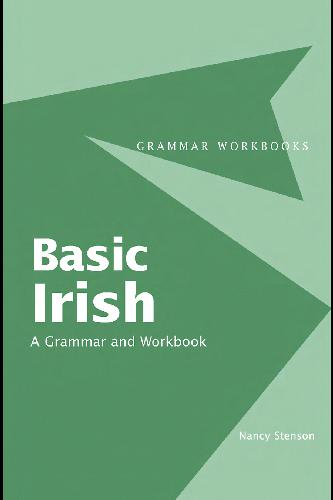 GRAMMAR WORKBOOKS
Basic
Irish
A Grammar and Workbook
Nancy Stenson